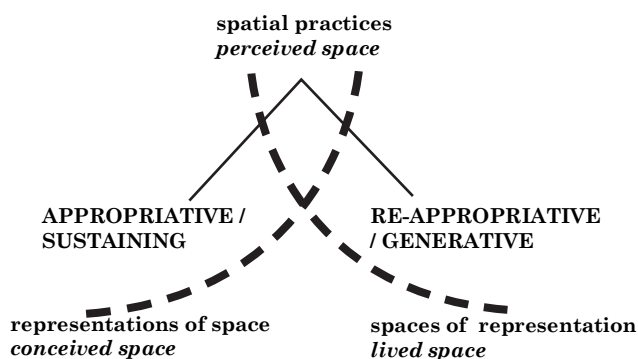 spatial practices
perceived space
APPROPRIATIVE /
SUSTAINING
RE-APPROPRIATIVE
/ GENERATIVE
representations of space
conceived space
spaces of representation
lived space